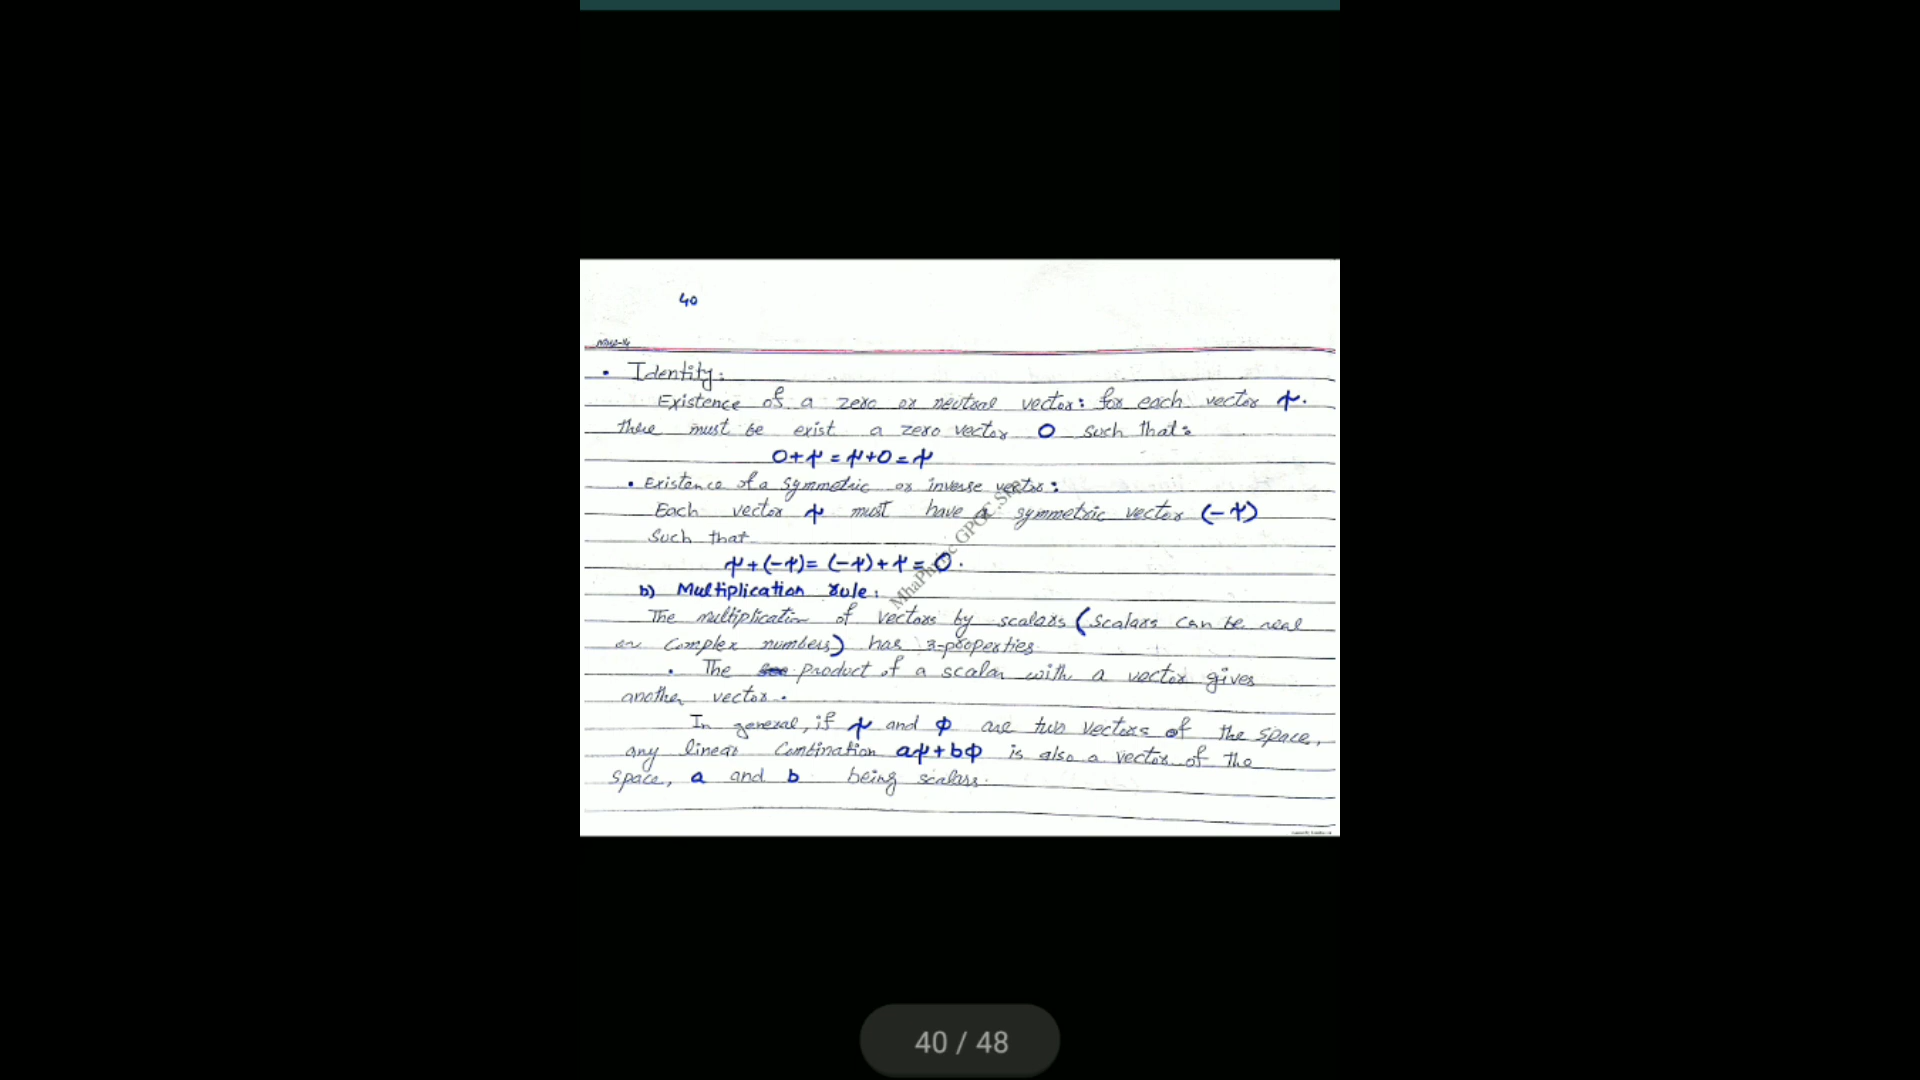 40
• Identity:
Existence of a zero or neutral vector: for each vector ψ.
there must be exist a zero vector O such that:
O+ψ = ψ+O = ψ
• Existence of a symmetric or inverse vector:
Each vector ψ must have a symmetric vector (-ψ)
Such that
ψ+(-ψ)= (-ψ)+ψ = O.
b) Multiplication rule:
The multiplication of vectors by scalars (scalars can be real
or complex numbers) has 3-properties
• The product of a scalar with a vector gives
another vector.
In general, if ψ and ϕ are two vectors of the space,
any linear Combination aψ+bϕ is also a vector of the
space, a and b being scalars.
40 / 48